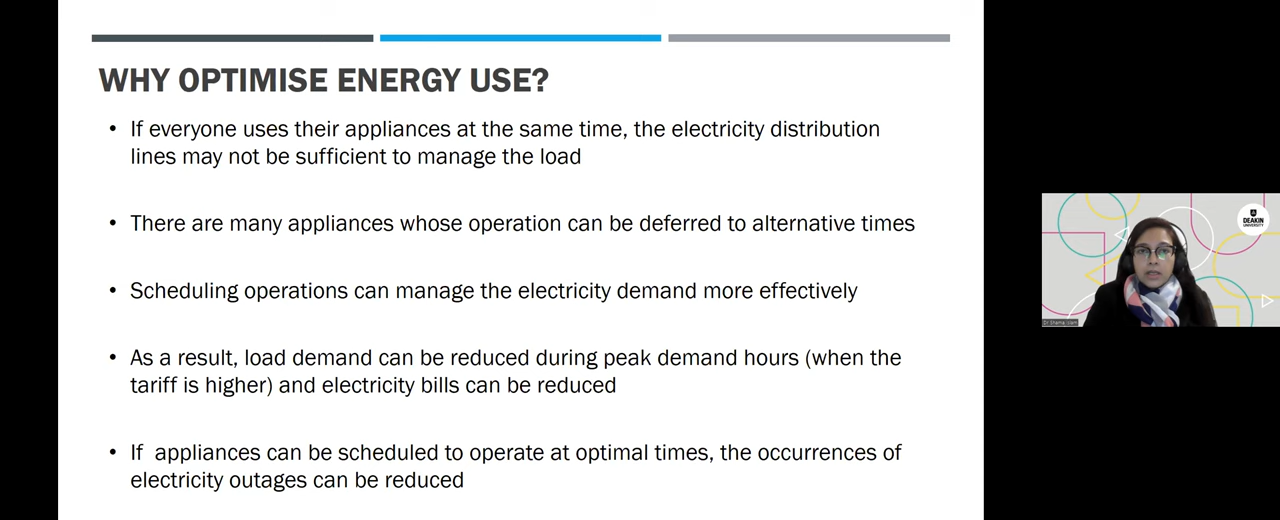 WHY OPTIMISE ENERGY USE?
• If everyone uses their appliances at the same time, the electricity distribution
lines may not be sufficient to manage the load
• There are many appliances whose operation can be deferred to alternative times
• Scheduling operations can manage the electricity demand more effectively
• As a result, load demand can be reduced during peak demand hours (when the
tariff is higher) and electricity bills can be reduced
• If  appliances can be scheduled to operate at optimal times, the occurrences of
electricity outages can be reduced
DEAKIN
UNIVERSITY